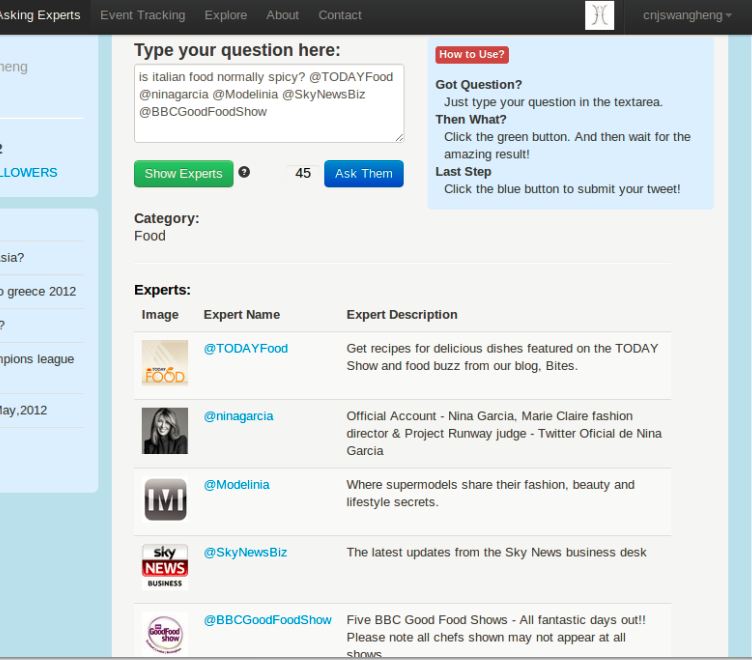 Asking Experts Event Tracking Explore About Contact cnjswangheng
heng
2
LLOWERS
sia?
o greece 2012
?
mpions league
May,2012
Type your question here:
is italian food normally spicy? @TODAYFood
@ninagarcia @Modelinia @SkyNewsBiz
@BBCGoodFoodShow
Show Experts ? 45 Ask Them
How to Use?
Got Question?
Just type your question in the textarea.
Then What?
Click the green button. And then wait for the
amazing result!
Last Step
Click the blue button to submit your tweet!
Category:
Food
Experts:
Image Expert Name Expert Description
TODAY
FOOD
@TODAYFood
Get recipes for delicious dishes featured on the TODAY
Show and food buzz from our blog, Bites.
@ninagarcia
Official Account - Nina Garcia, Marie Claire fashion
director & Project Runway judge - Twitter Oficial de Nina
Garcia
M
@Modelinia
Where supermodels share their fashion, beauty and
lifestyle secrets.
sky
NEWS
BUSINESS
@SkyNewsBiz
The latest updates from the Sky News business desk
GoodFood
show
@BBCGoodFoodShow
Five BBC Good Food Shows - All fantastic days out!!
Please note all chefs shown may not appear at all
shows